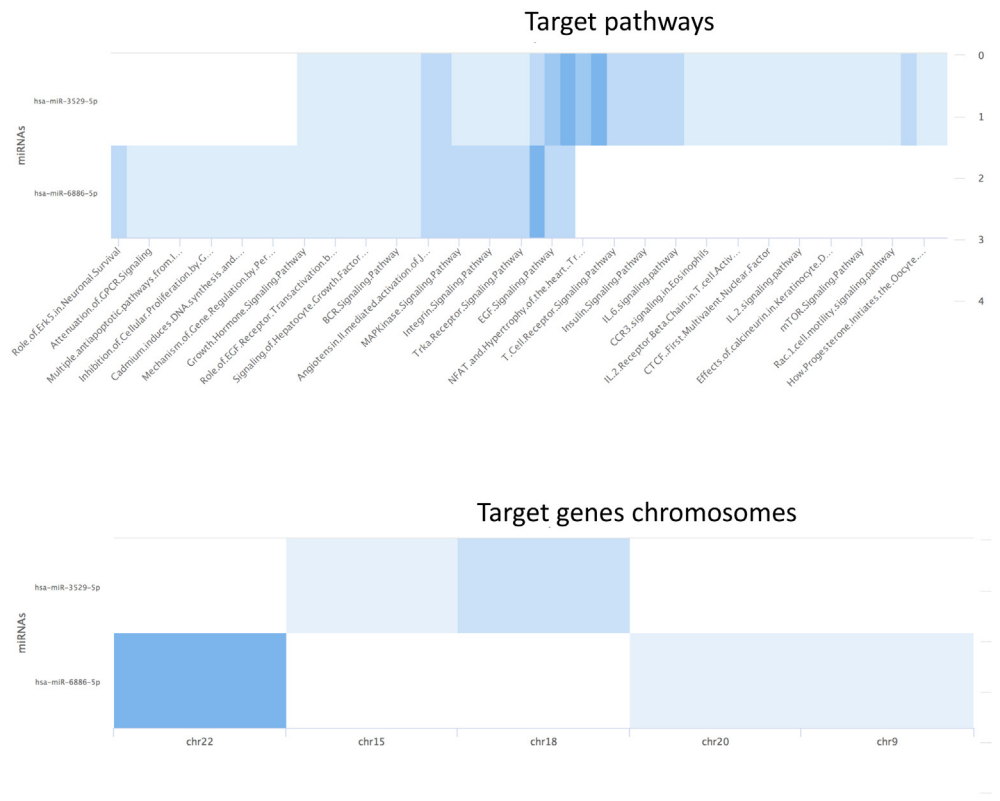 Target pathways
0
hsa-miR-3529-5p
1
miRNAs
2
hsa-miR-6886-5p
3
4
Role.of.Erk5.in.Neuronal.Survival
Attenuation.of.GPCR.Signaling
Multiple.antiapoptotic.pathways.from.I...
Inhibition.of.Cellular.Proliferation.by.G...
Cadmium.induces.DNA.synthesis.and....
Mechanism.of.Gene.Regulation.by.Per...
Growth.Hormone.Signaling.Pathway
Role.of.EGF.Receptor.Transactivation.b...
Signaling.of.Hepatocyte.Growth.Factor...
BCR.Signaling.Pathway
Angiotensin.II.mediated.activation.of.J...
MAPKinase.Signaling.Pathway
Integrin.Signaling.Pathway
Trka.Receptor.Signaling.Pathway
EGF.Signaling.Pathway
NFAT.and.Hypertrophy.of.the.heart..Tr...
T.Cell.Receptor.Signaling.Pathway
Insulin.Signaling.Pathway
IL.6.signaling.pathway
CCR3.signaling.in.Eosinophils
IL.2.Receptor.Beta.Chain.in.T.cell.Activ...
CTCF..First.Multivalent.Nuclear.Factor
IL.2.signaling.pathway
Effects.of.calcineurin.in.Keratinocyte.D...
mTOR.Signaling.Pathway
Rac.1.cell.motility.signaling.pathway
How.Progesterone.Initiates.the.Oocyte....
Target genes chromosomes
hsa-miR-3529-5p
miRNAs
hsa-miR-6886-5p
chr22
chr15
chr18
chr20
chr9